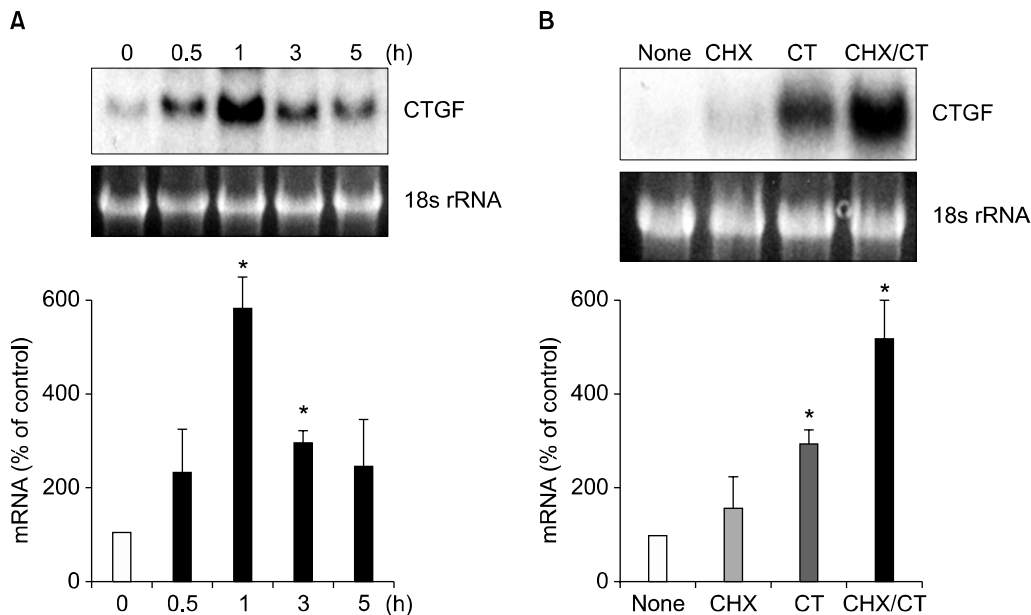 A
0 0.5 1 3 5 (h)
CTGF
18s rRNA
*
*
600
400
200
0
mRNA (% of control)
0 0.5 1 3 5 (h)
B
None CHX CT CHX/CT
CTGF
18s rRNA
*
*
600
400
200
0
mRNA (% of control)
None CHX CT CHX/CT